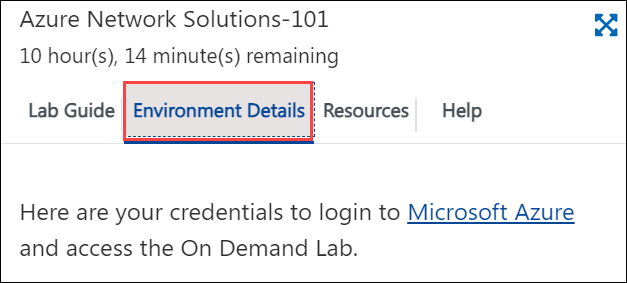 Azure Network Solutions-101
10 hour(s), 14 minute(s) remaining
Lab Guide Environment Details Resources Help
Here are your credentials to login to Microsoft Azure
and access the On Demand Lab.